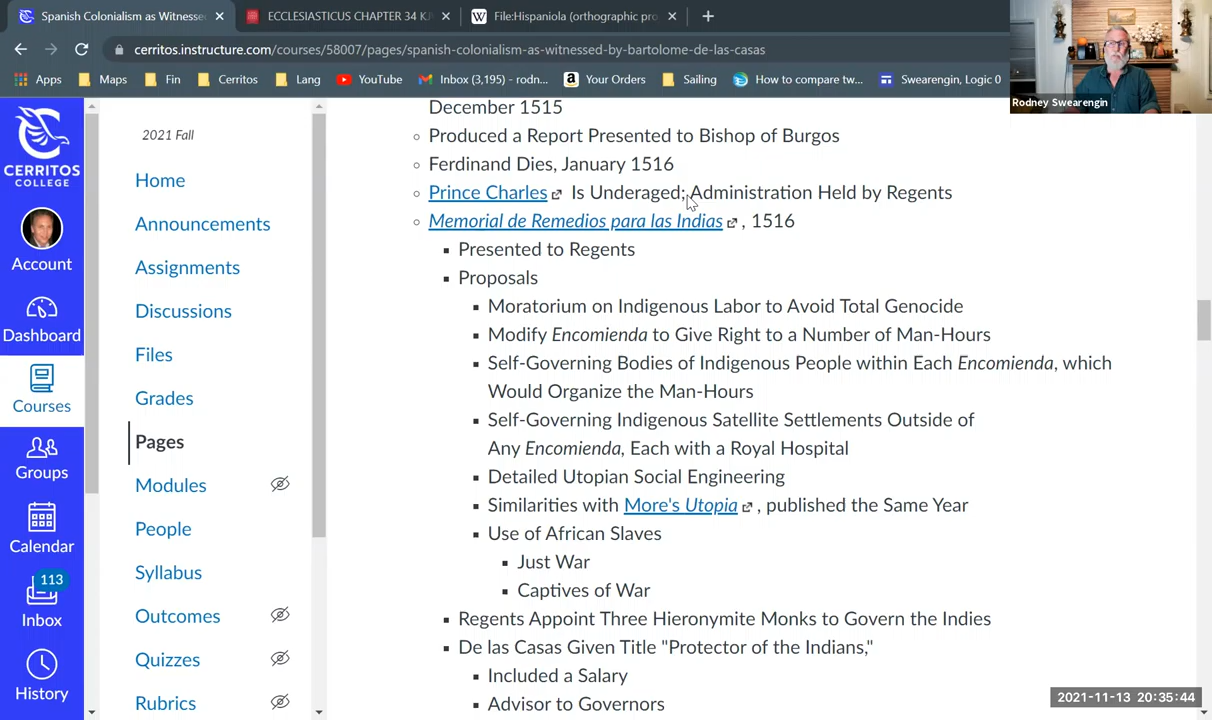 Spanish Colonialism as Witnesse
ECCLESIASTICUS CHAPTER 34 KJ
File:Hispaniola (orthographic pro
cerritos.instructure.com/courses/58007/pages/spanish-colonialism-as-witnessed-by-bartolome-de-las-casas
Apps
Maps
Fin
Cerritos
Lang
YouTube
Inbox (3,195) - rodn...
Your Orders
Sailing
How to compare tw...
Swearengin, Logic 0
Rodney Swearengin
CERRITOS
COLLEGE
Account
Dashboard
Courses
Groups
Calendar
113
Inbox
History
2021 Fall
Home
Announcements
Assignments
Discussions
Files
Grades
Pages
Modules
People
Syllabus
Outcomes
Quizzes
Rubrics
December 1515
Produced a Report Presented to Bishop of Burgos
Ferdinand Dies, January 1516
Prince Charles Is Underaged; Administration Held by Regents
Memorial de Remedios para las Indias , 1516
Presented to Regents
Proposals
Moratorium on Indigenous Labor to Avoid Total Genocide
Modify Encomienda to Give Right to a Number of Man-Hours
Self-Governing Bodies of Indigenous People within Each Encomienda, which
Would Organize the Man-Hours
Self-Governing Indigenous Satellite Settlements Outside of
Any Encomienda, Each with a Royal Hospital
Detailed Utopian Social Engineering
Similarities with More's Utopia , published the Same Year
Use of African Slaves
Just War
Captives of War
Regents Appoint Three Hieronymite Monks to Govern the Indies
De las Casas Given Title "Protector of the Indians,"
Included a Salary
Advisor to Governors
2021-11-13 20:35:44